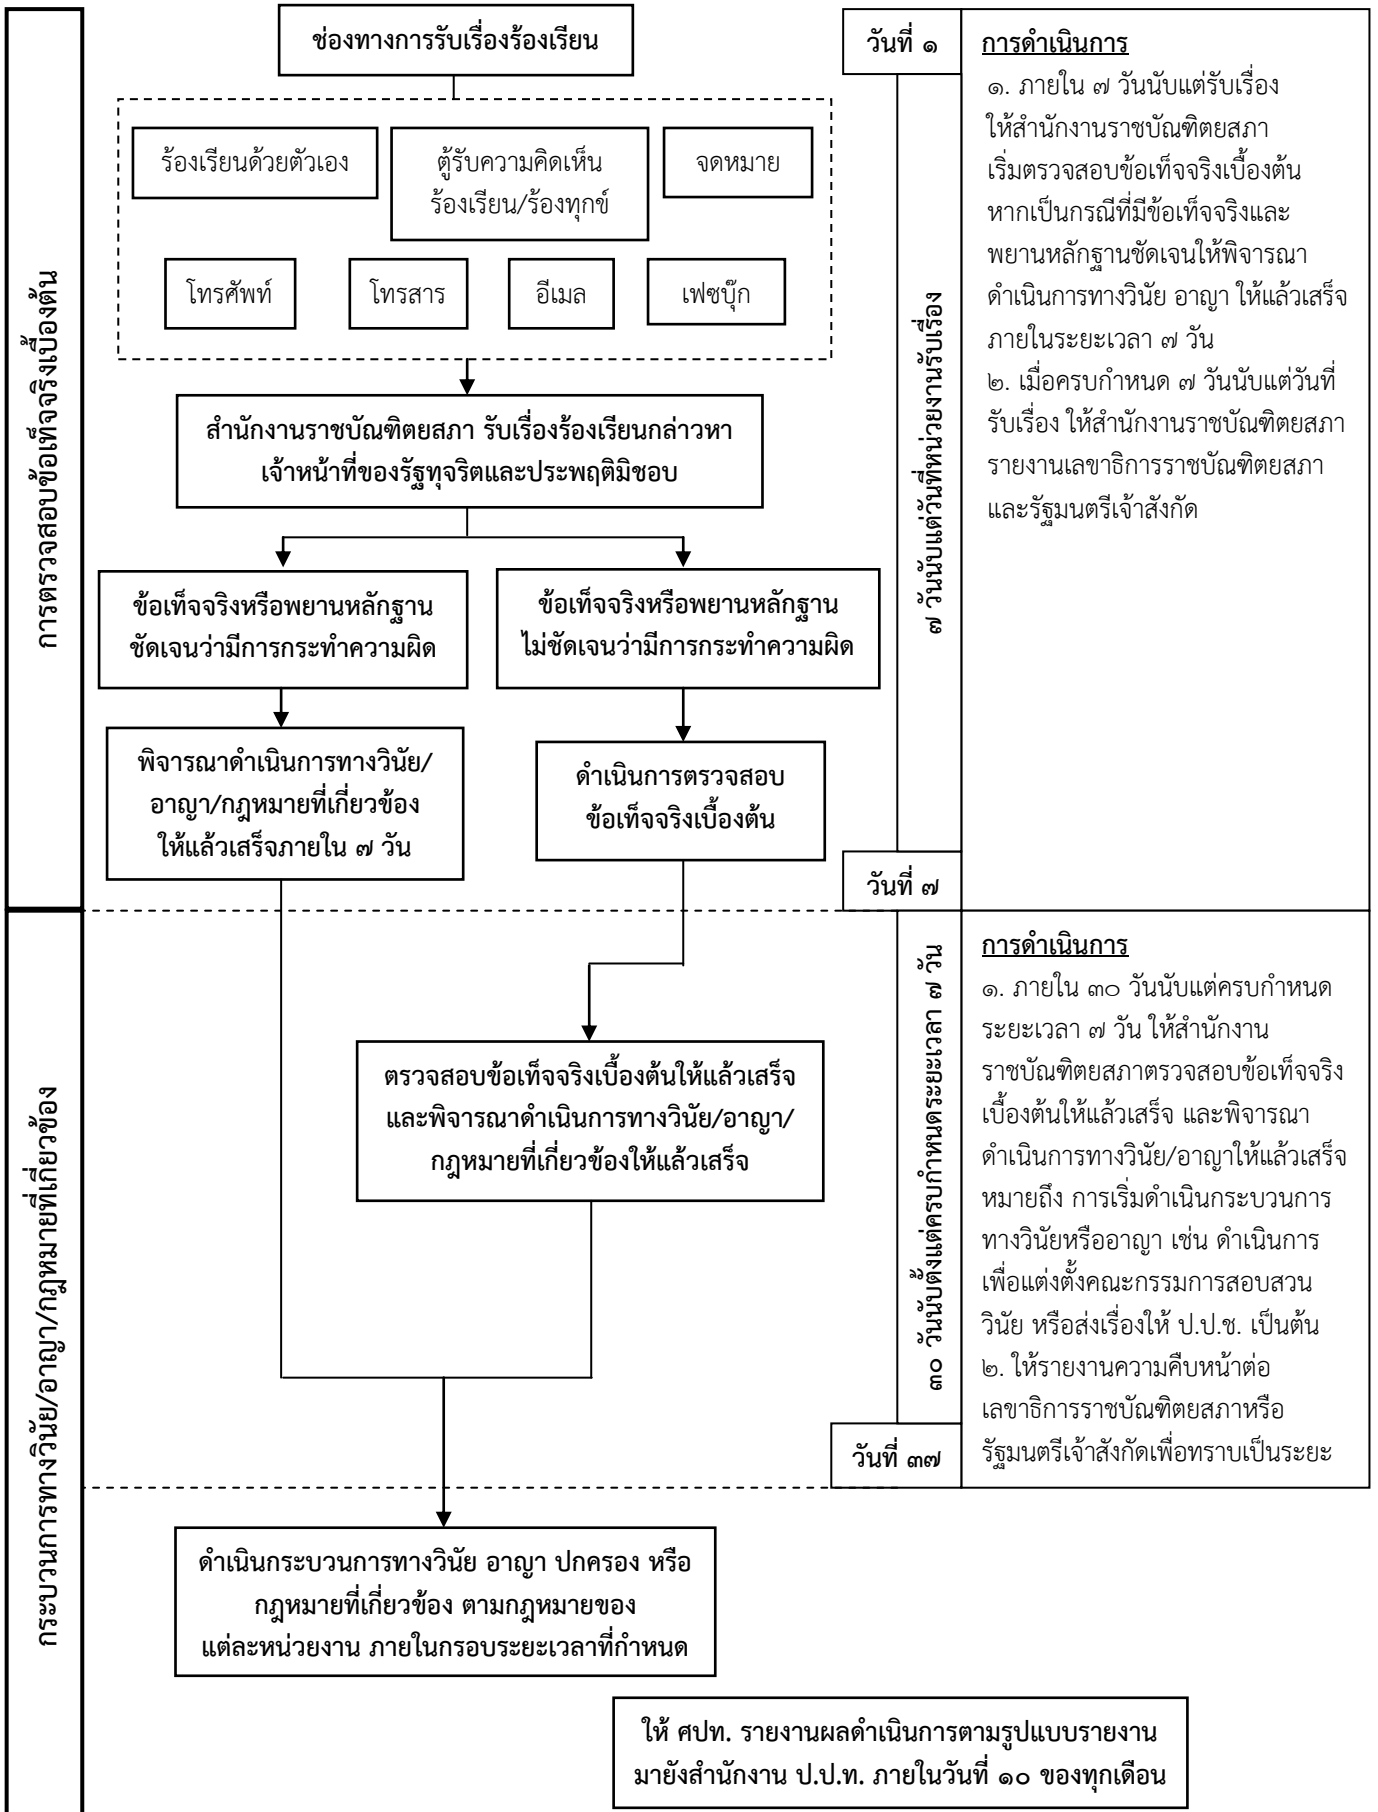 ช่องทางการรับเรื่องร้องเรียน
ร้องเรียนด้วยตัวเอง
ตู้รับความคิดเห็น
ร้องเรียน/ร้องทุกข์
จดหมาย
โทรศัพท์
โทรสาร
อีเมล
เฟซบุ๊ก
สำนักงานราชบัณฑิตยสภา รับเรื่องร้องเรียนกล่าวหา
เจ้าหน้าที่ของรัฐทุจริตและประพฤติมิชอบ
ข้อเท็จจริงหรือพยานหลักฐาน
ชัดเจนว่ามีการกระทำความผิด
ข้อเท็จจริงหรือพยานหลักฐาน
ไม่ชัดเจนว่ามีการกระทำความผิด
พิจารณาดำเนินการทางวินัย/
อาญา/กฎหมายที่เกี่ยวข้อง
ให้แล้วเสร็จภายใน ๗ วัน
ดำเนินการตรวจสอบ
ข้อเท็จจริงเบื้องต้น
การตรวจสอบข้อเท็จจริงเบื้องต้น
วันที่ ๑
๗ วันนับแต่วันที่หน่วยงานรับเรื่อง
วันที่ ๗
การดำเนินการ
๑. ภายใน ๗ วันนับแต่รับเรื่อง
ให้สำนักงานราชบัณฑิตยสภา
เริ่มตรวจสอบข้อเท็จจริงเบื้องต้น
หากเป็นกรณีที่มีข้อเท็จจริงและ
พยานหลักฐานชัดเจนให้พิจารณา
ดำเนินการทางวินัย อาญา ให้แล้วเสร็จ
ภายในระยะเวลา ๗ วัน
๒. เมื่อครบกำหนด ๗ วันนับแต่วันที่
รับเรื่อง ให้สำนักงานราชบัณฑิตยสภา
รายงานเลขาธิการราชบัณฑิตยสภา
และรัฐมนตรีเจ้าสังกัด
กระบวนการทางวินัย/อาญา/กฎหมายที่เกี่ยวข้อง
ตรวจสอบข้อเท็จจริงเบื้องต้นให้แล้วเสร็จ
และพิจารณาดำเนินการทางวินัย/อาญา/
กฎหมายที่เกี่ยวข้องให้แล้วเสร็จ
๓๐ วันนับตั้งแต่ครบกำหนดระยะเวลา ๗ วัน
วันที่ ๓๗
การดำเนินการ
๑. ภายใน ๓๐ วันนับแต่ครบกำหนด
ระยะเวลา ๗ วัน ให้สำนักงาน
ราชบัณฑิตยสภาตรวจสอบข้อเท็จจริง
เบื้องต้นให้แล้วเสร็จ และพิจารณา
ดำเนินการทางวินัย/อาญาให้แล้วเสร็จ
หมายถึง การเริ่มดำเนินกระบวนการ
ทางวินัยหรืออาญา เช่น ดำเนินการ
เพื่อแต่งตั้งคณะกรรมการสอบสวน
วินัย หรือส่งเรื่องให้ ป.ป.ช. เป็นต้น
๒. ให้รายงานความคืบหน้าต่อ
เลขาธิการราชบัณฑิตยสภาหรือ
รัฐมนตรีเจ้าสังกัดเพื่อทราบเป็นระยะ
ดำเนินกระบวนการทางวินัย อาญา ปกครอง หรือ
กฎหมายที่เกี่ยวข้อง ตามกฎหมายของ
แต่ละหน่วยงาน ภายในกรอบระยะเวลาที่กำหนด
ให้ ศปท. รายงานผลดำเนินการตามรูปแบบรายงาน
มายังสำนักงาน ป.ป.ท. ภายในวันที่ ๑๐ ของทุกเดือน